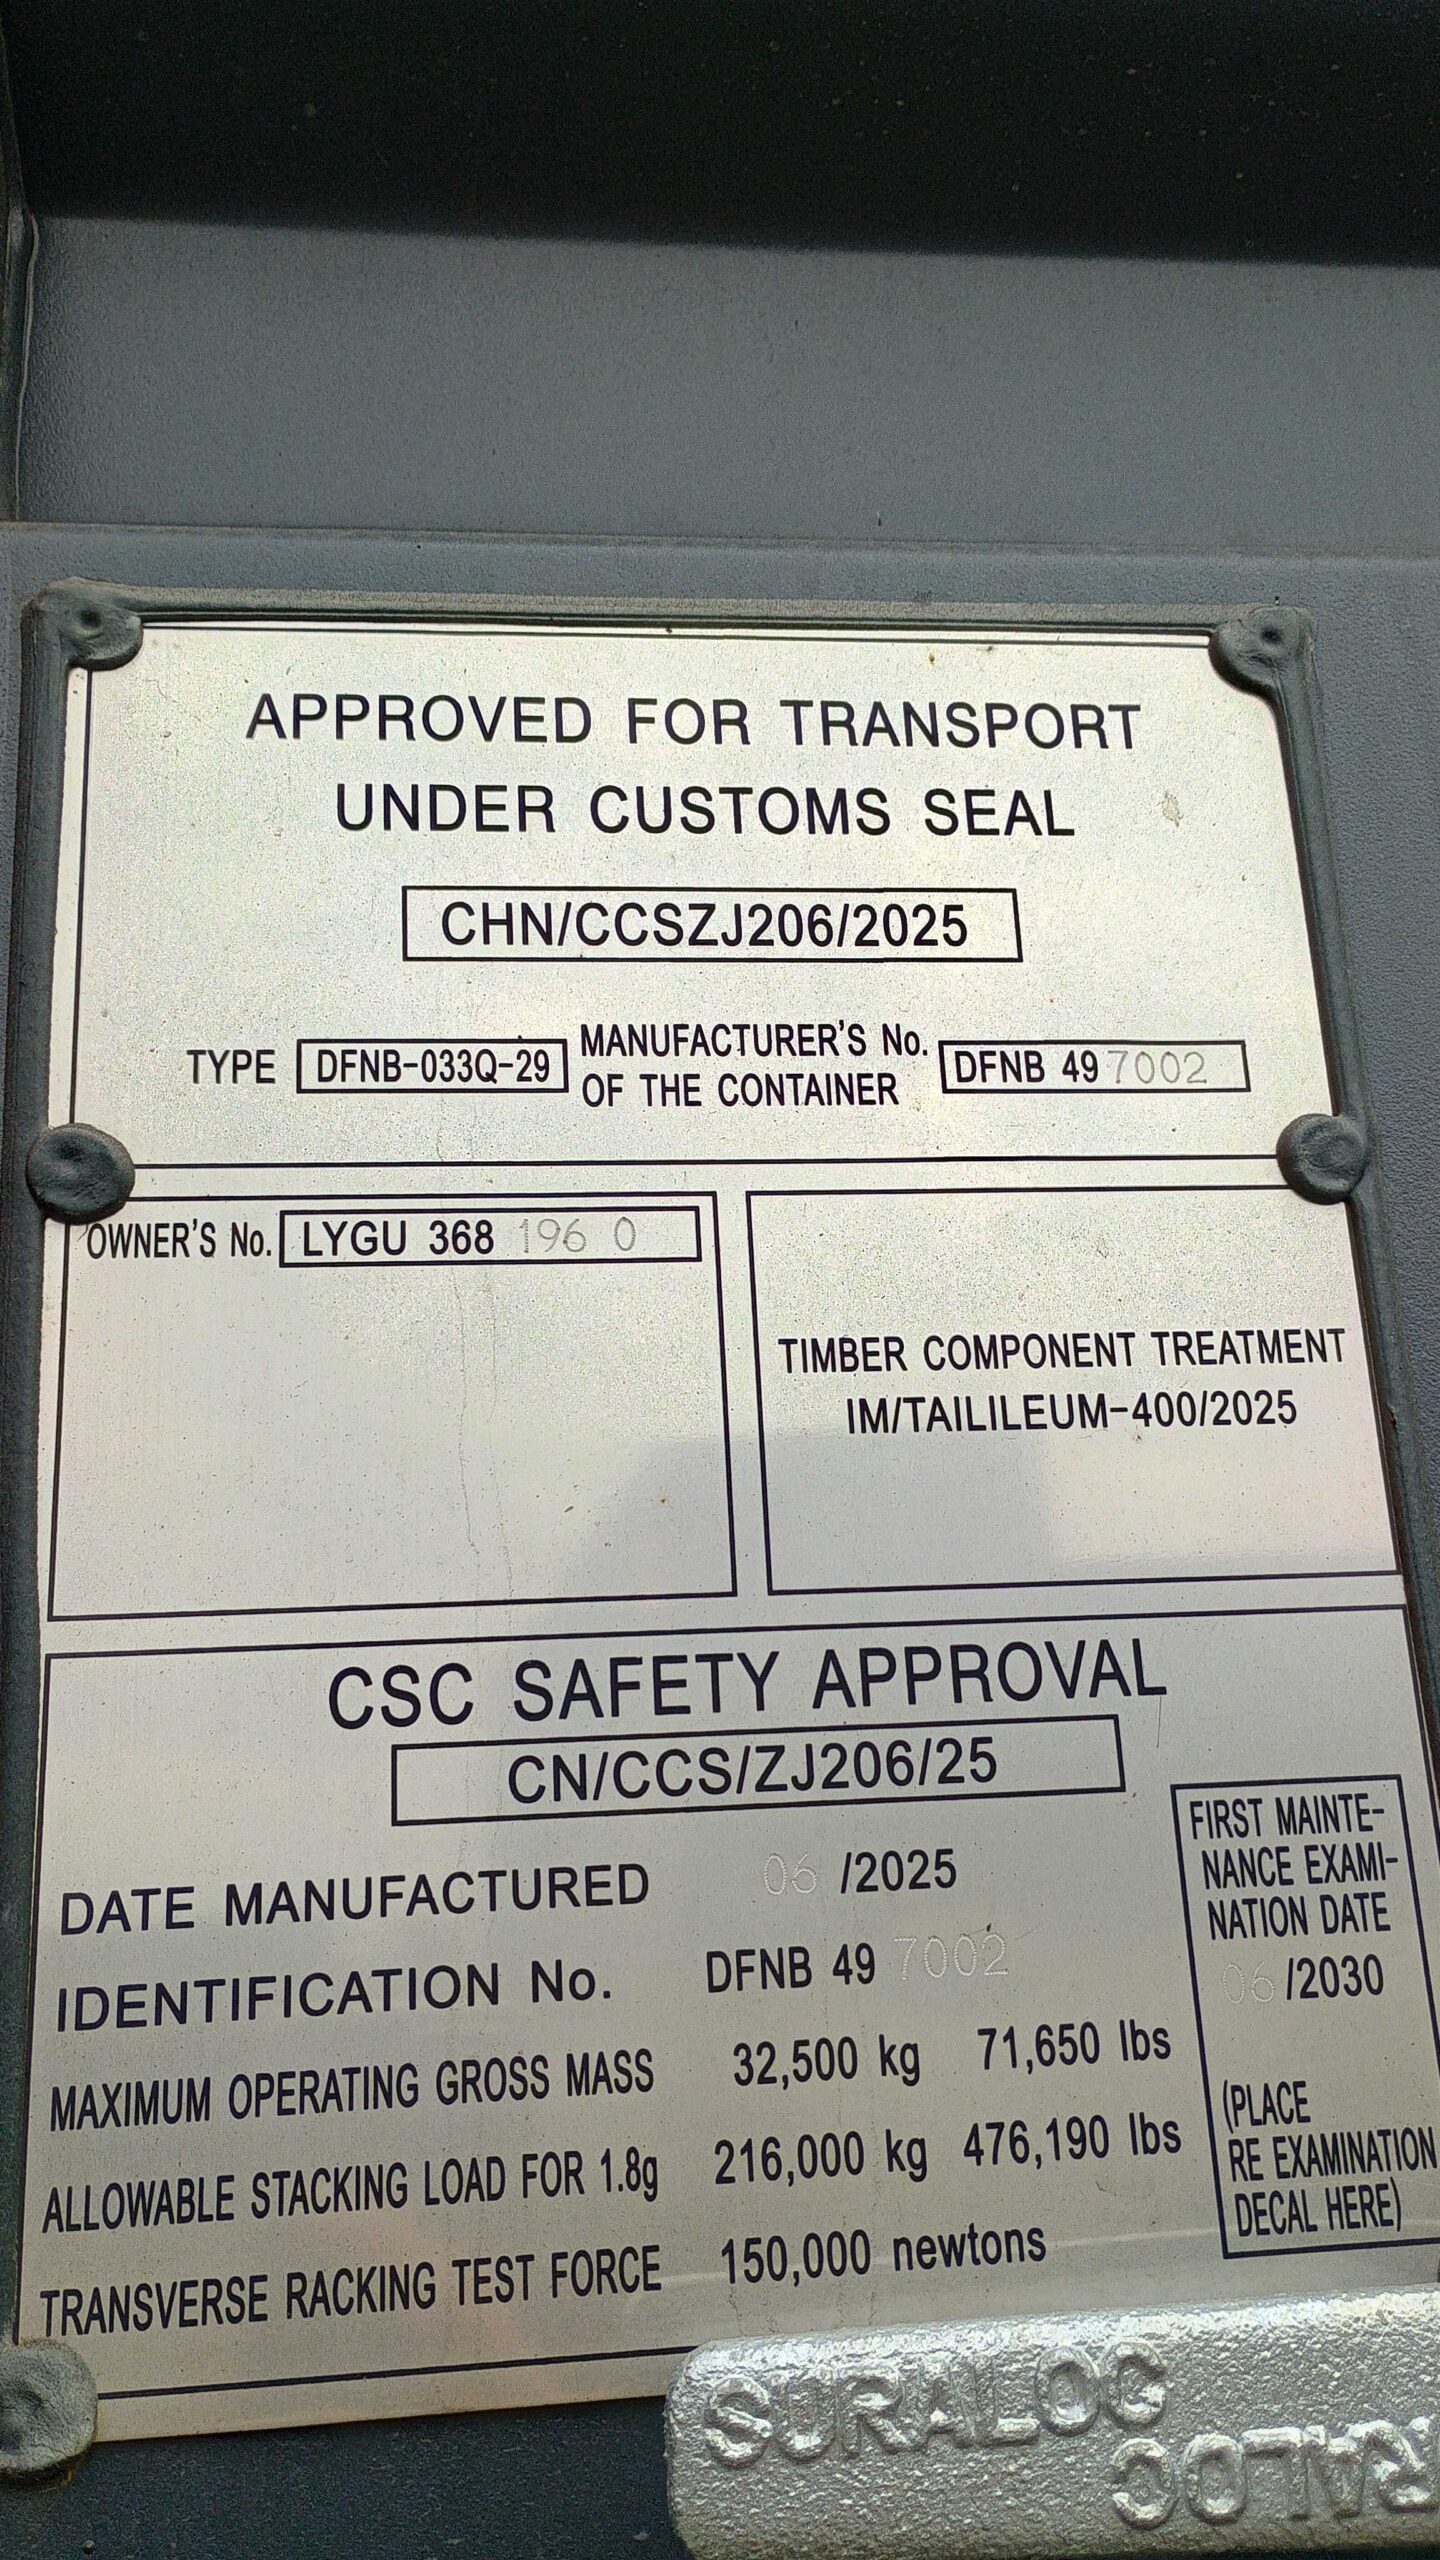 APPROVED FOR TRANSPORT
UNDER CUSTOMS SEAL
CHN/CCSZJ206/2025
TYPE DFNB-033Q-29 MANUFACTURER'S No. OF THE CONTAINER DFNB 49 7002
OWNER'S No. LYGU 368 196 0
TIMBER COMPONENT TREATMENT
IM/TAILILEUM-400/2025
CSC SAFETY APPROVAL
CN/CCS/ZJ206/25
DATE MANUFACTURED 06 /2025
IDENTIFICATION No. DFNB 49 7002
MAXIMUM OPERATING GROSS MASS 32,500 kg 71,650 lbs
ALLOWABLE STACKING LOAD FOR 1.8g 216,000 kg 476,190 lbs
TRANSVERSE RACKING TEST FORCE 150,000 newtons
FIRST MAINTE-
NANCE EXAMI-
NATION DATE
06 /2030
(PLACE
RE EXAMINATION
DECAL HERE)
SURALOC
RALOC